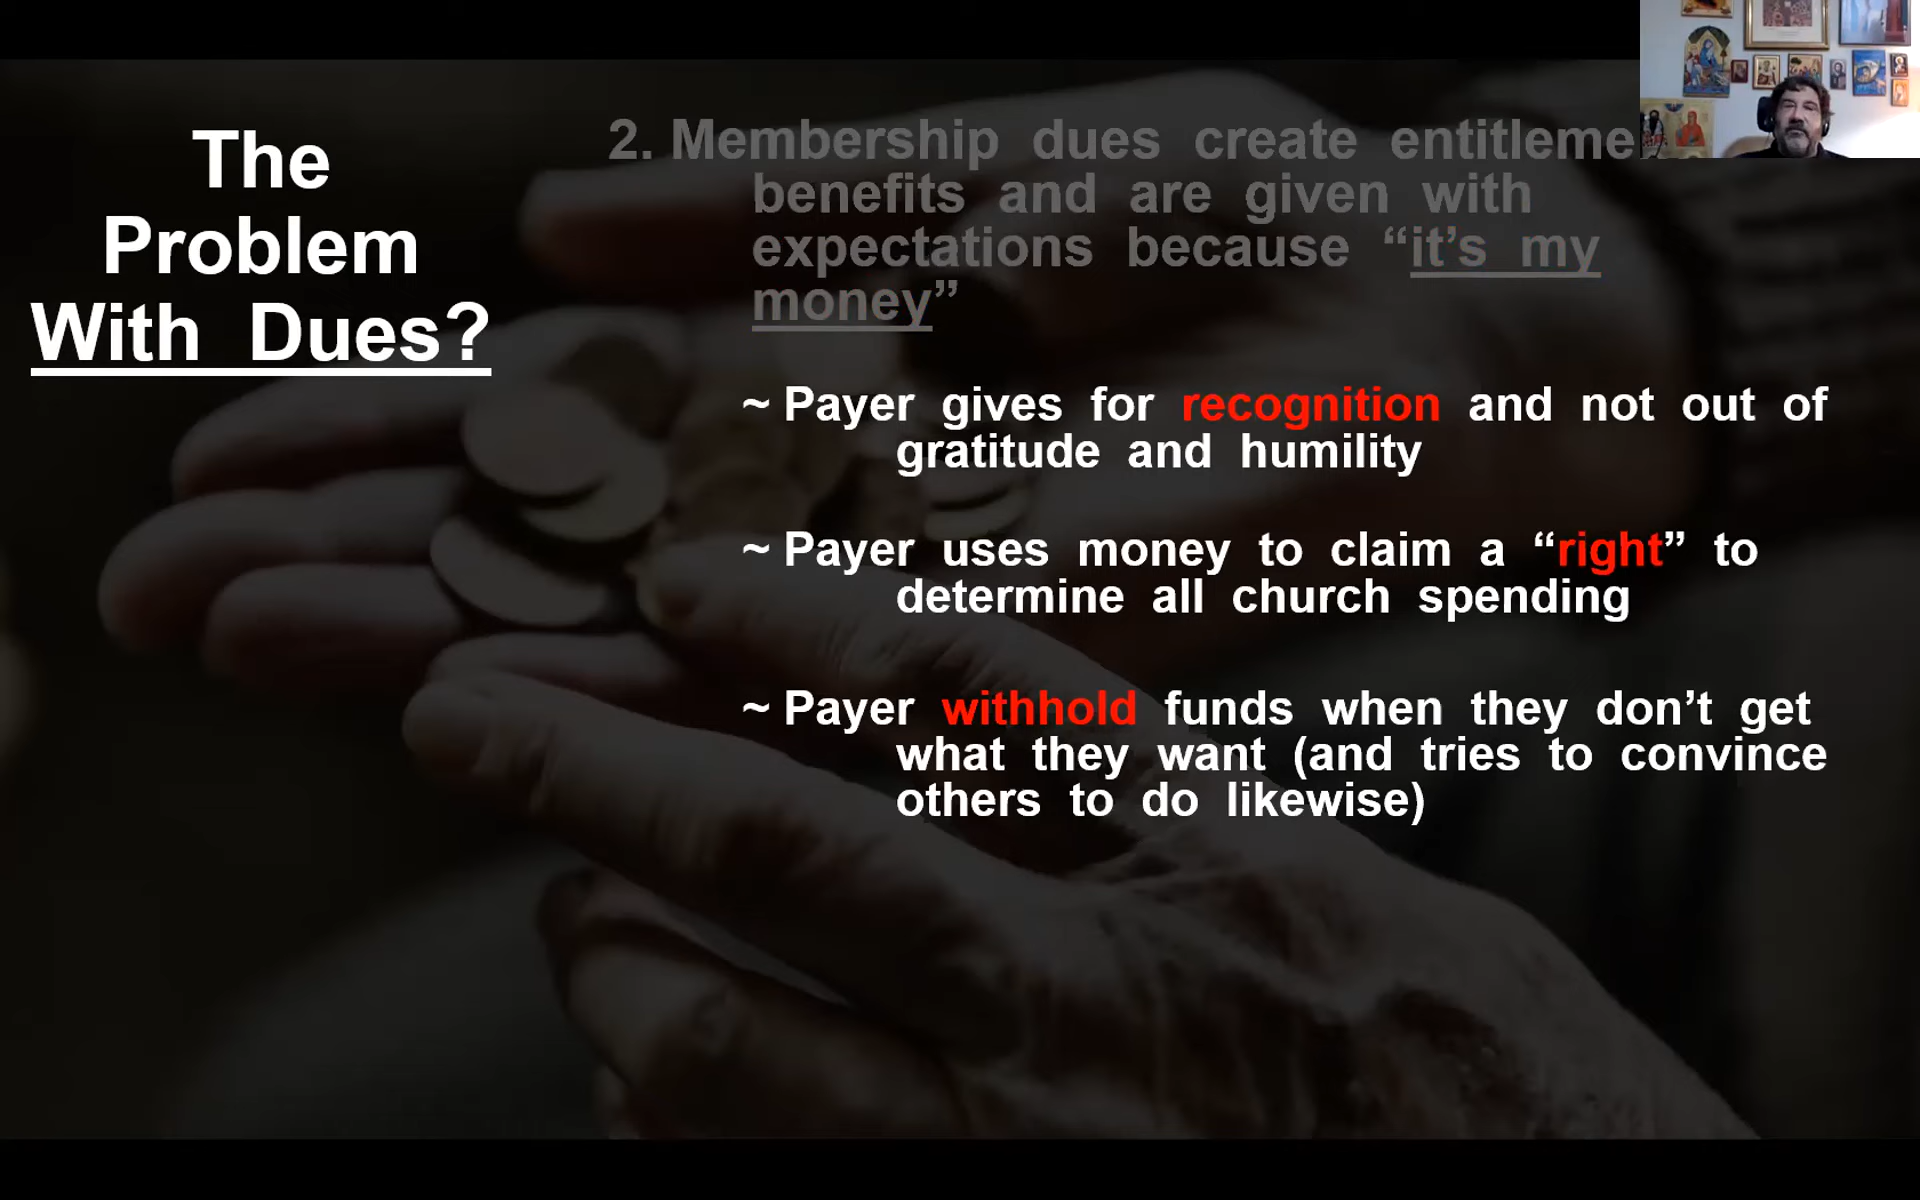 The
Problem
With Dues?
2. Membership dues create
benefits and are given with
expectations because “it’s my
money”
~ Payer gives for recognition and not out of
gratitude and humility
~ Payer uses money to claim a “right” to
determine all church spending
~ Payer withhold funds when they don’t get
what they want (and tries to convince
others to do likewise)